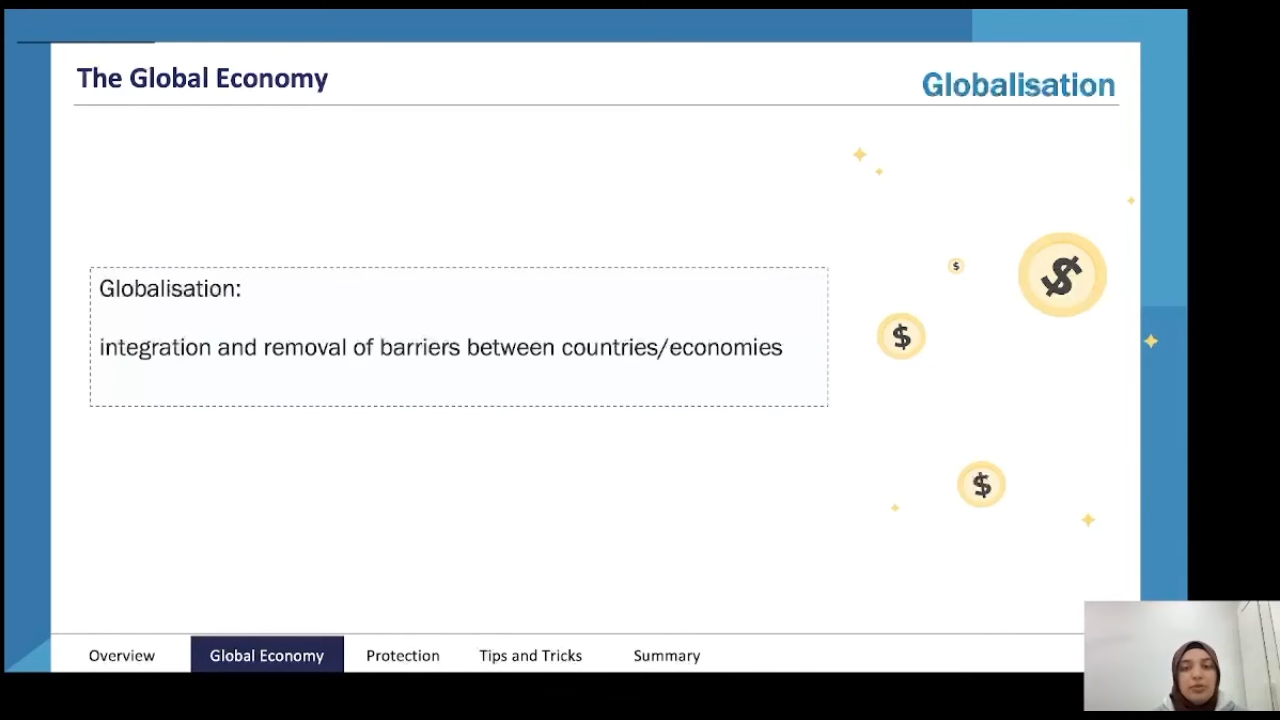 The Global Economy
Globalisation
Globalisation:
integration and removal of barriers between countries/economies
$
$
$
$
Overview
Global Economy
Protection
Tips and Tricks
Summary